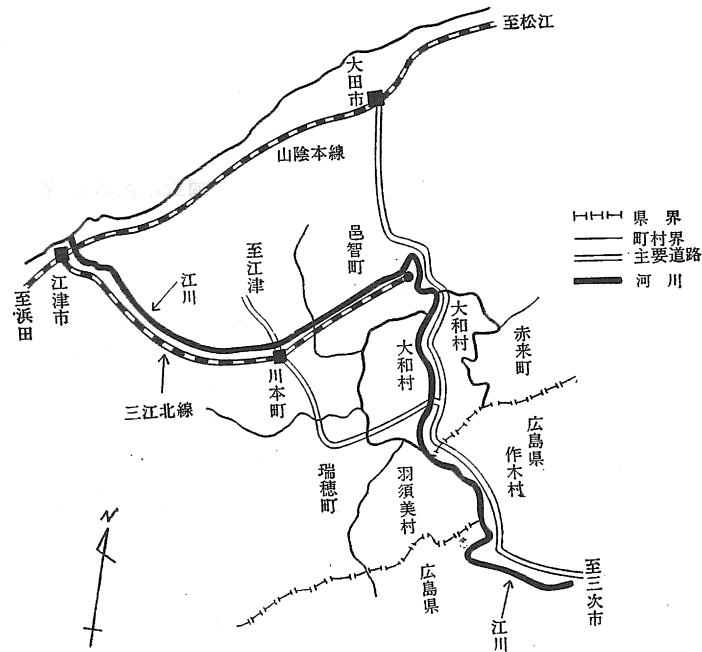 至松江
大田市
山陰本線
県界
町村界
主要道路
河川
邑智町
至江津
江川
江津市
至浜田
大和村
大和村
赤来町
川本町
三江北線
広島県
作木村
瑞穂町
羽須美村
N
広島県
至三次市
江川